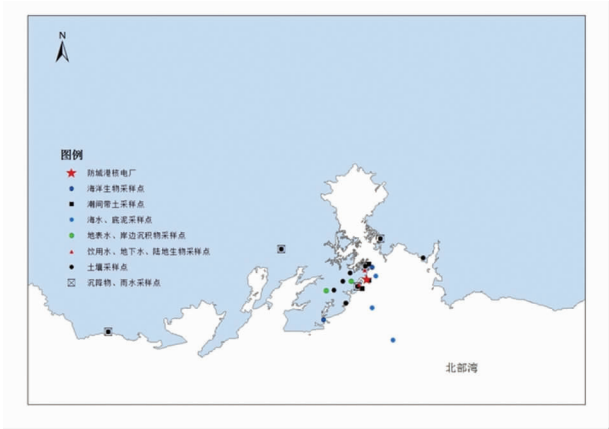 N
图例
防城港核电厂
海洋生物采样点
潮间带土采样点
海水、底泥采样点
地表水、岸边沉积物采样点
饮用水、地下水、陆地生物采样点
土壤采样点
沉降物、雨水采样点
北部湾